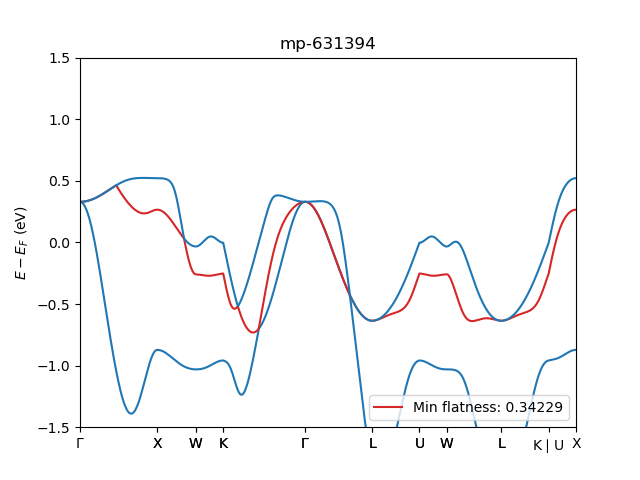 mp-631394
1.5
1.0
0.5
0.0
−0.5
−1.0
−1.5
E − E_F (eV)
Min flatness: 0.34229
Γ X W K Γ L U W L K | U X